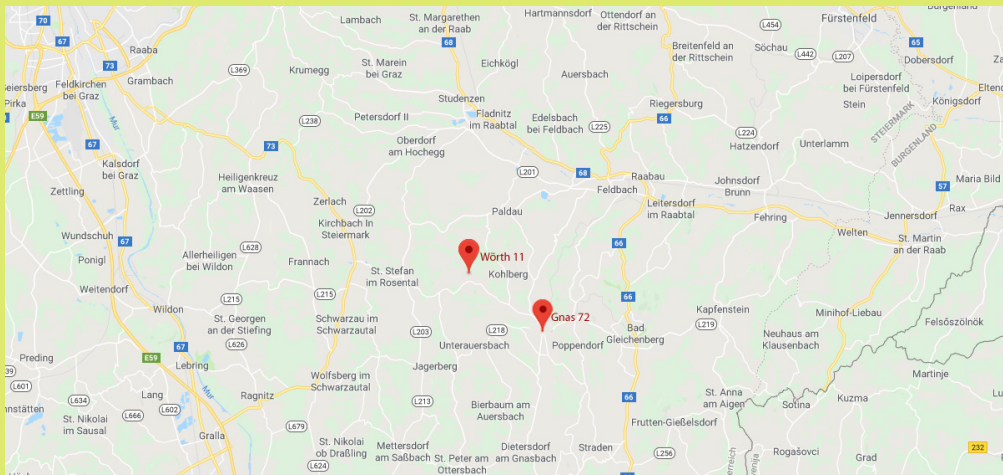 Lambach
St. Margarethen
an der Raab
Hartmannsdorf
Ottendorf an
der Rittschein
Fürstenfeld
Burgenland
70
67
68
L454
65
Raaba
73
L369
Krumegg
St. Marein
bei Graz
Eichkögl
Breitenfeld an
der Rittschein
Söchau
L442
L207
Dobersdorf
Grambach
Feldkirchen
bei Graz
Auersbach
Loipersdorf
bei Fürstenfeld
Pirka
E59
Mur
Studenzen
Riegersburg
Stein
Königsdorf
L238
Petersdorf II
Fladnitz
im Raabtal
Edelsbach
bei Feldbach
L225
66
L224
Hatzendorf
Unterlamm
STEIERMARK
BURGENLAND
67
73
Oberdorf
am Hochegg
Kalsdorf
bei Graz
Heiligenkreuz
am Waasen
L201
68
Raabau
Feldbach
Johnsdorf
Brunn
57
Maria Bild
Zettling
Zerlach
L202
Leitersdorf
im Raabtal
Paldau
Fehring
Jennersdorf
Rax
Kirchbach In
Steiermark
Wundschuh
67
L628
66
Welten
St. Martin
an der Raab
Allerheiligen
bei Wildon
Ponigl
Frannach
Wörth 11
St. Stefan
im Rosental
Kohlberg
Weitendorf
L215
L215
66
Wildon
Gnas 72
Kapfenstein
Minihof-Liebau
St. Georgen
an der Stiefing
Schwarzau im
Schwarzautal
L203
L218
Bad
Gleichenberg
L219
Felsőszölnök
L626
67
Unterauersbach
Poppendorf
Neuhaus am
Klausenbach
Preding
E59
Lebring
Jagerberg
Wolfsberg im
Schwarzautal
Martinje
L601
Mur
Ragnitz
L634
Lang
L602
L213
66
St. Anna
am Aigen
Sotina
Kuzma
L666
Bierbaum am
Auersbach
St. Nikolai
im Sausal
L679
Frutten-Gießelsdorf
Gralla
St. Nikolai
ob Draßling
Mettersdorf
am Saßbach
Dietersdorf
am Gnasbach
Straden
232
L624
St. Peter am
Ottersbach
L256
Rogašovci
Grad